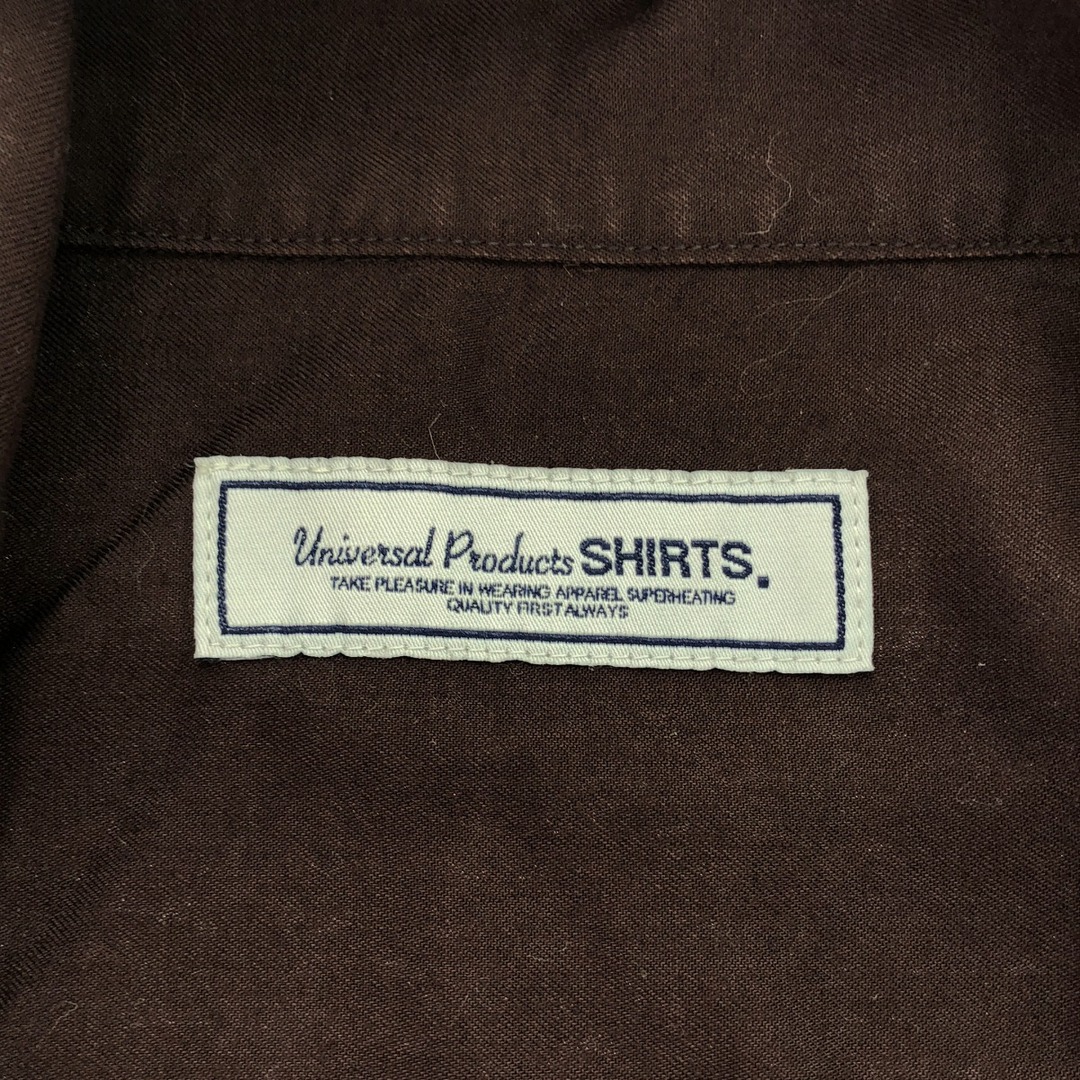 Universal Products SHIRTS.
TAKE PLEASURE IN WEARING APPAREL SUPERHEATING
QUALITY FIRST ALWAYS